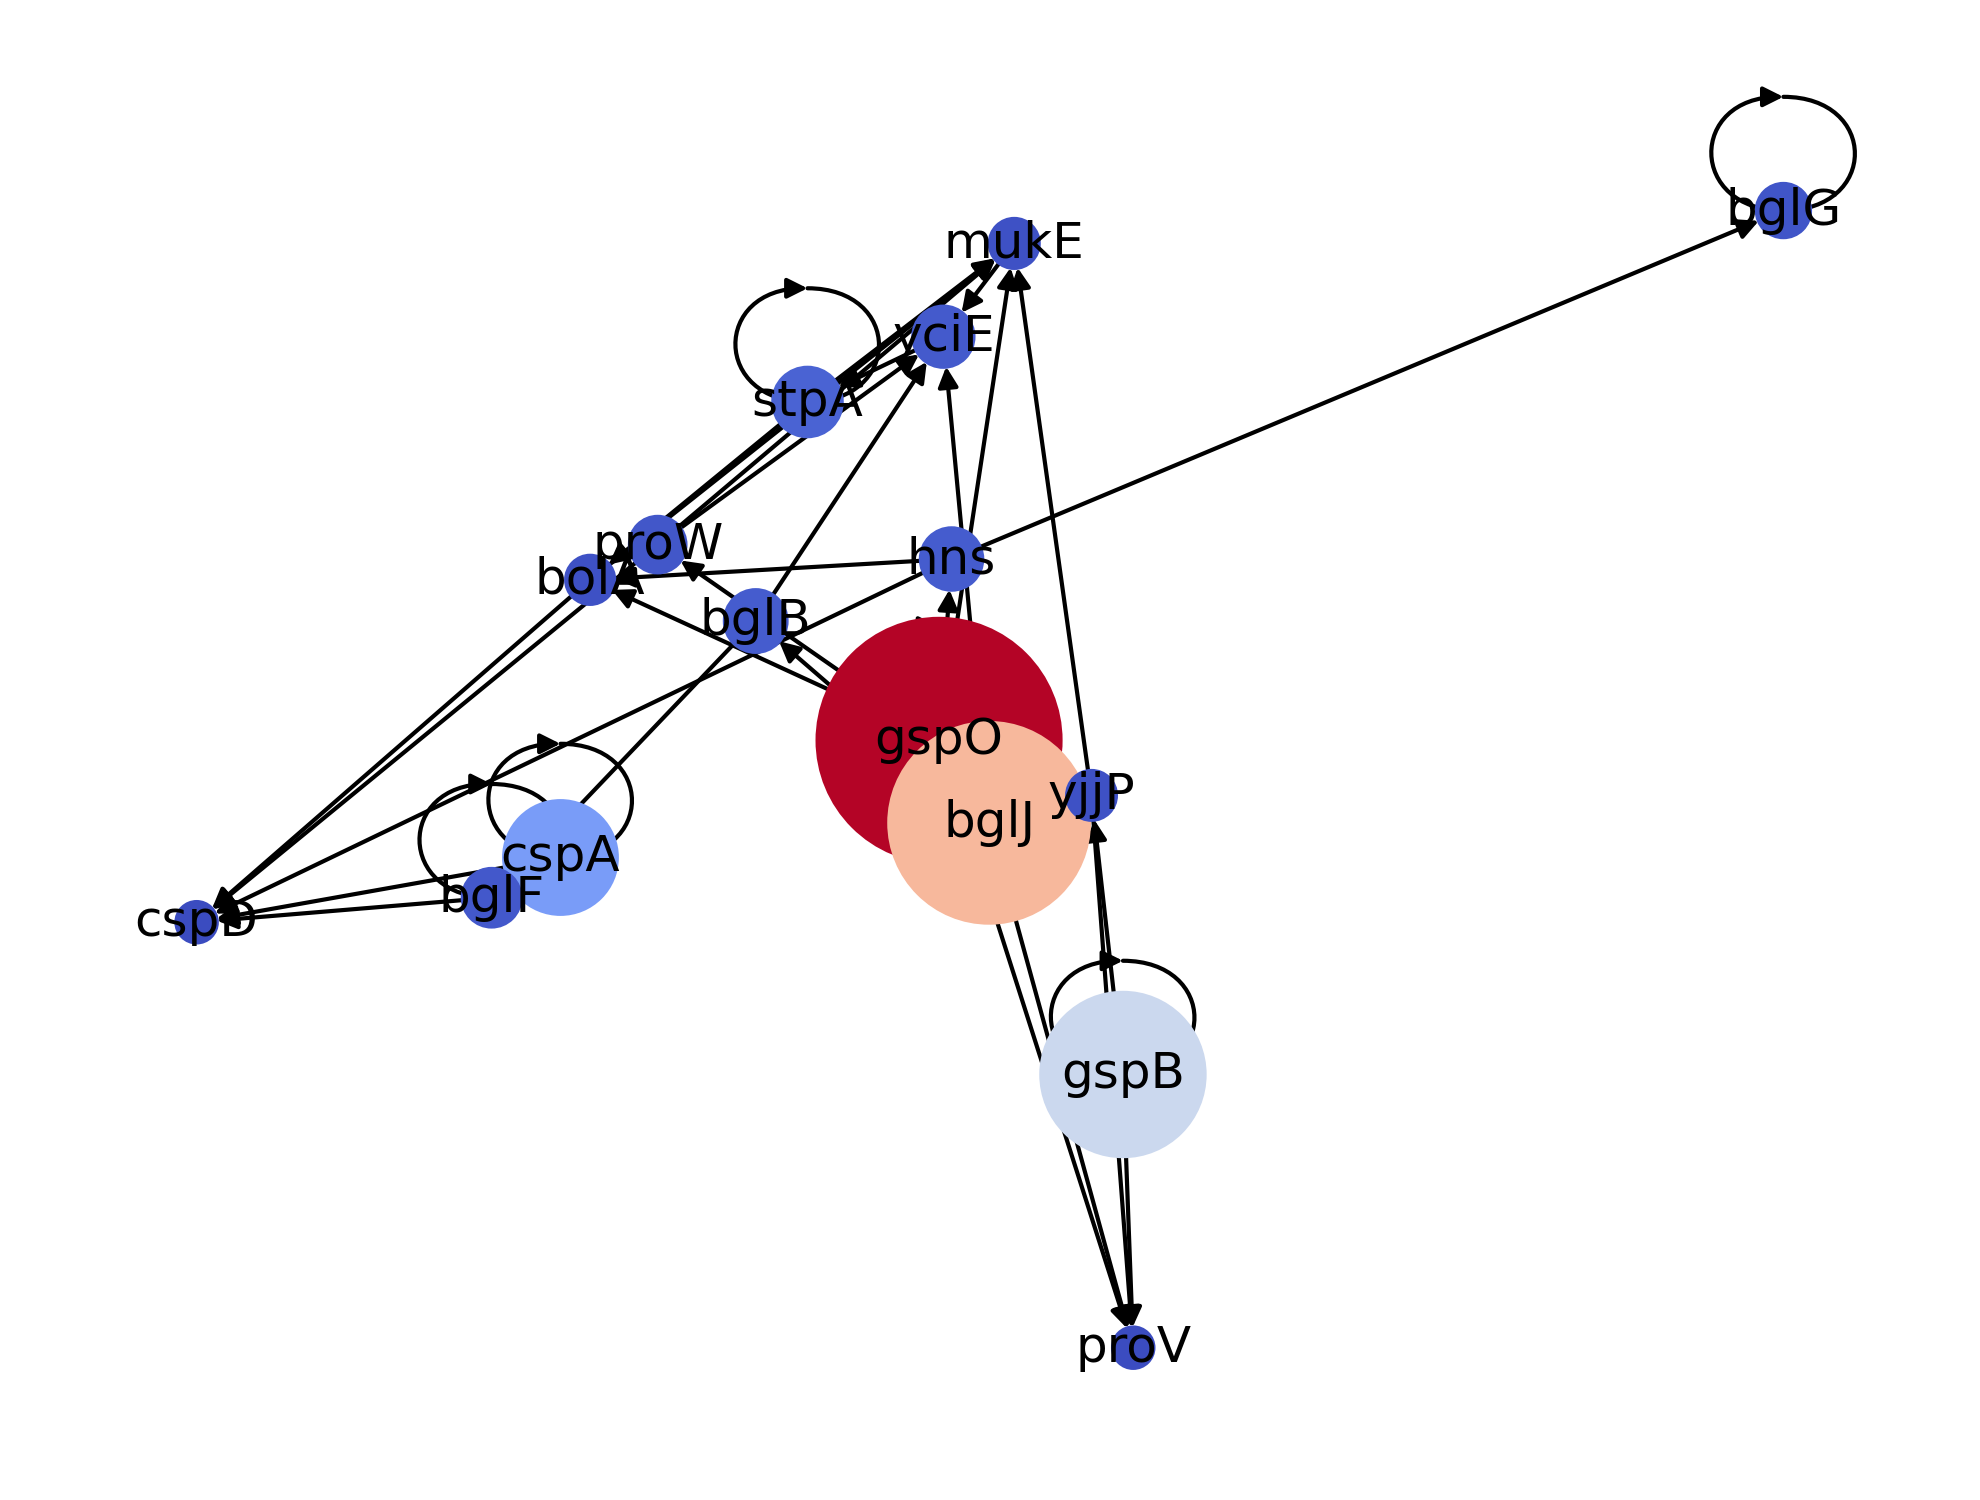 bglG
mukE
yciE
stpA
proW
hns
bolA
bglB
gspO
yjjP
bglJ
cspA
bglF
cspD
gspB
proV